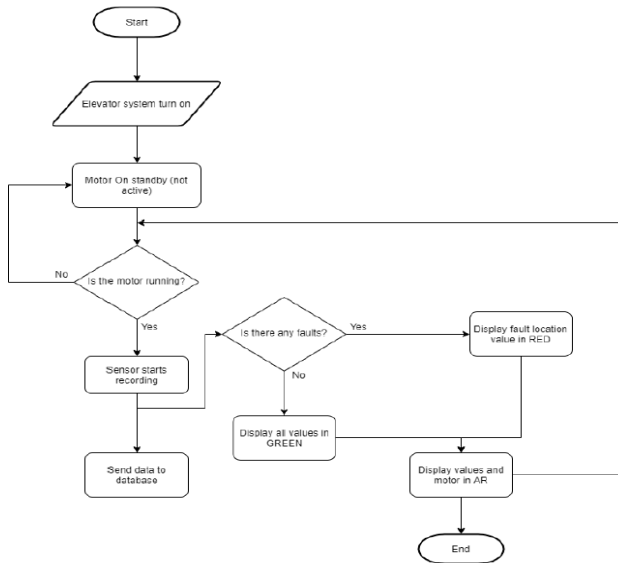 Start
Elevator system turn on
Motor On standby (not
active)
No
Is the motor running?
Yes
Is there any faults?
Yes
Display fault location
value in RED
Sensor starts
recording
No
Display all values in
GREEN
Send data to
database
Display values and
motor in AR
End